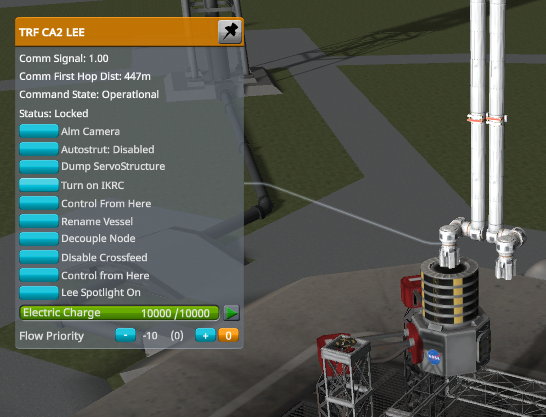 TRF CA2 LEE
Comm Signal: 1.00
Comm First Hop Dist: 447m
Command State: Operational
Status: Locked
Aim Camera
Autostrut: Disabled
Dump ServoStructure
Turn on IKRC
Control From Here
Rename Vessel
Decouple Node
Disable Crossfeed
Control from Here
Lee Spotlight On
Electric Charge 10000 /10000
Flow Priority - -10 (0) + 0
NASA